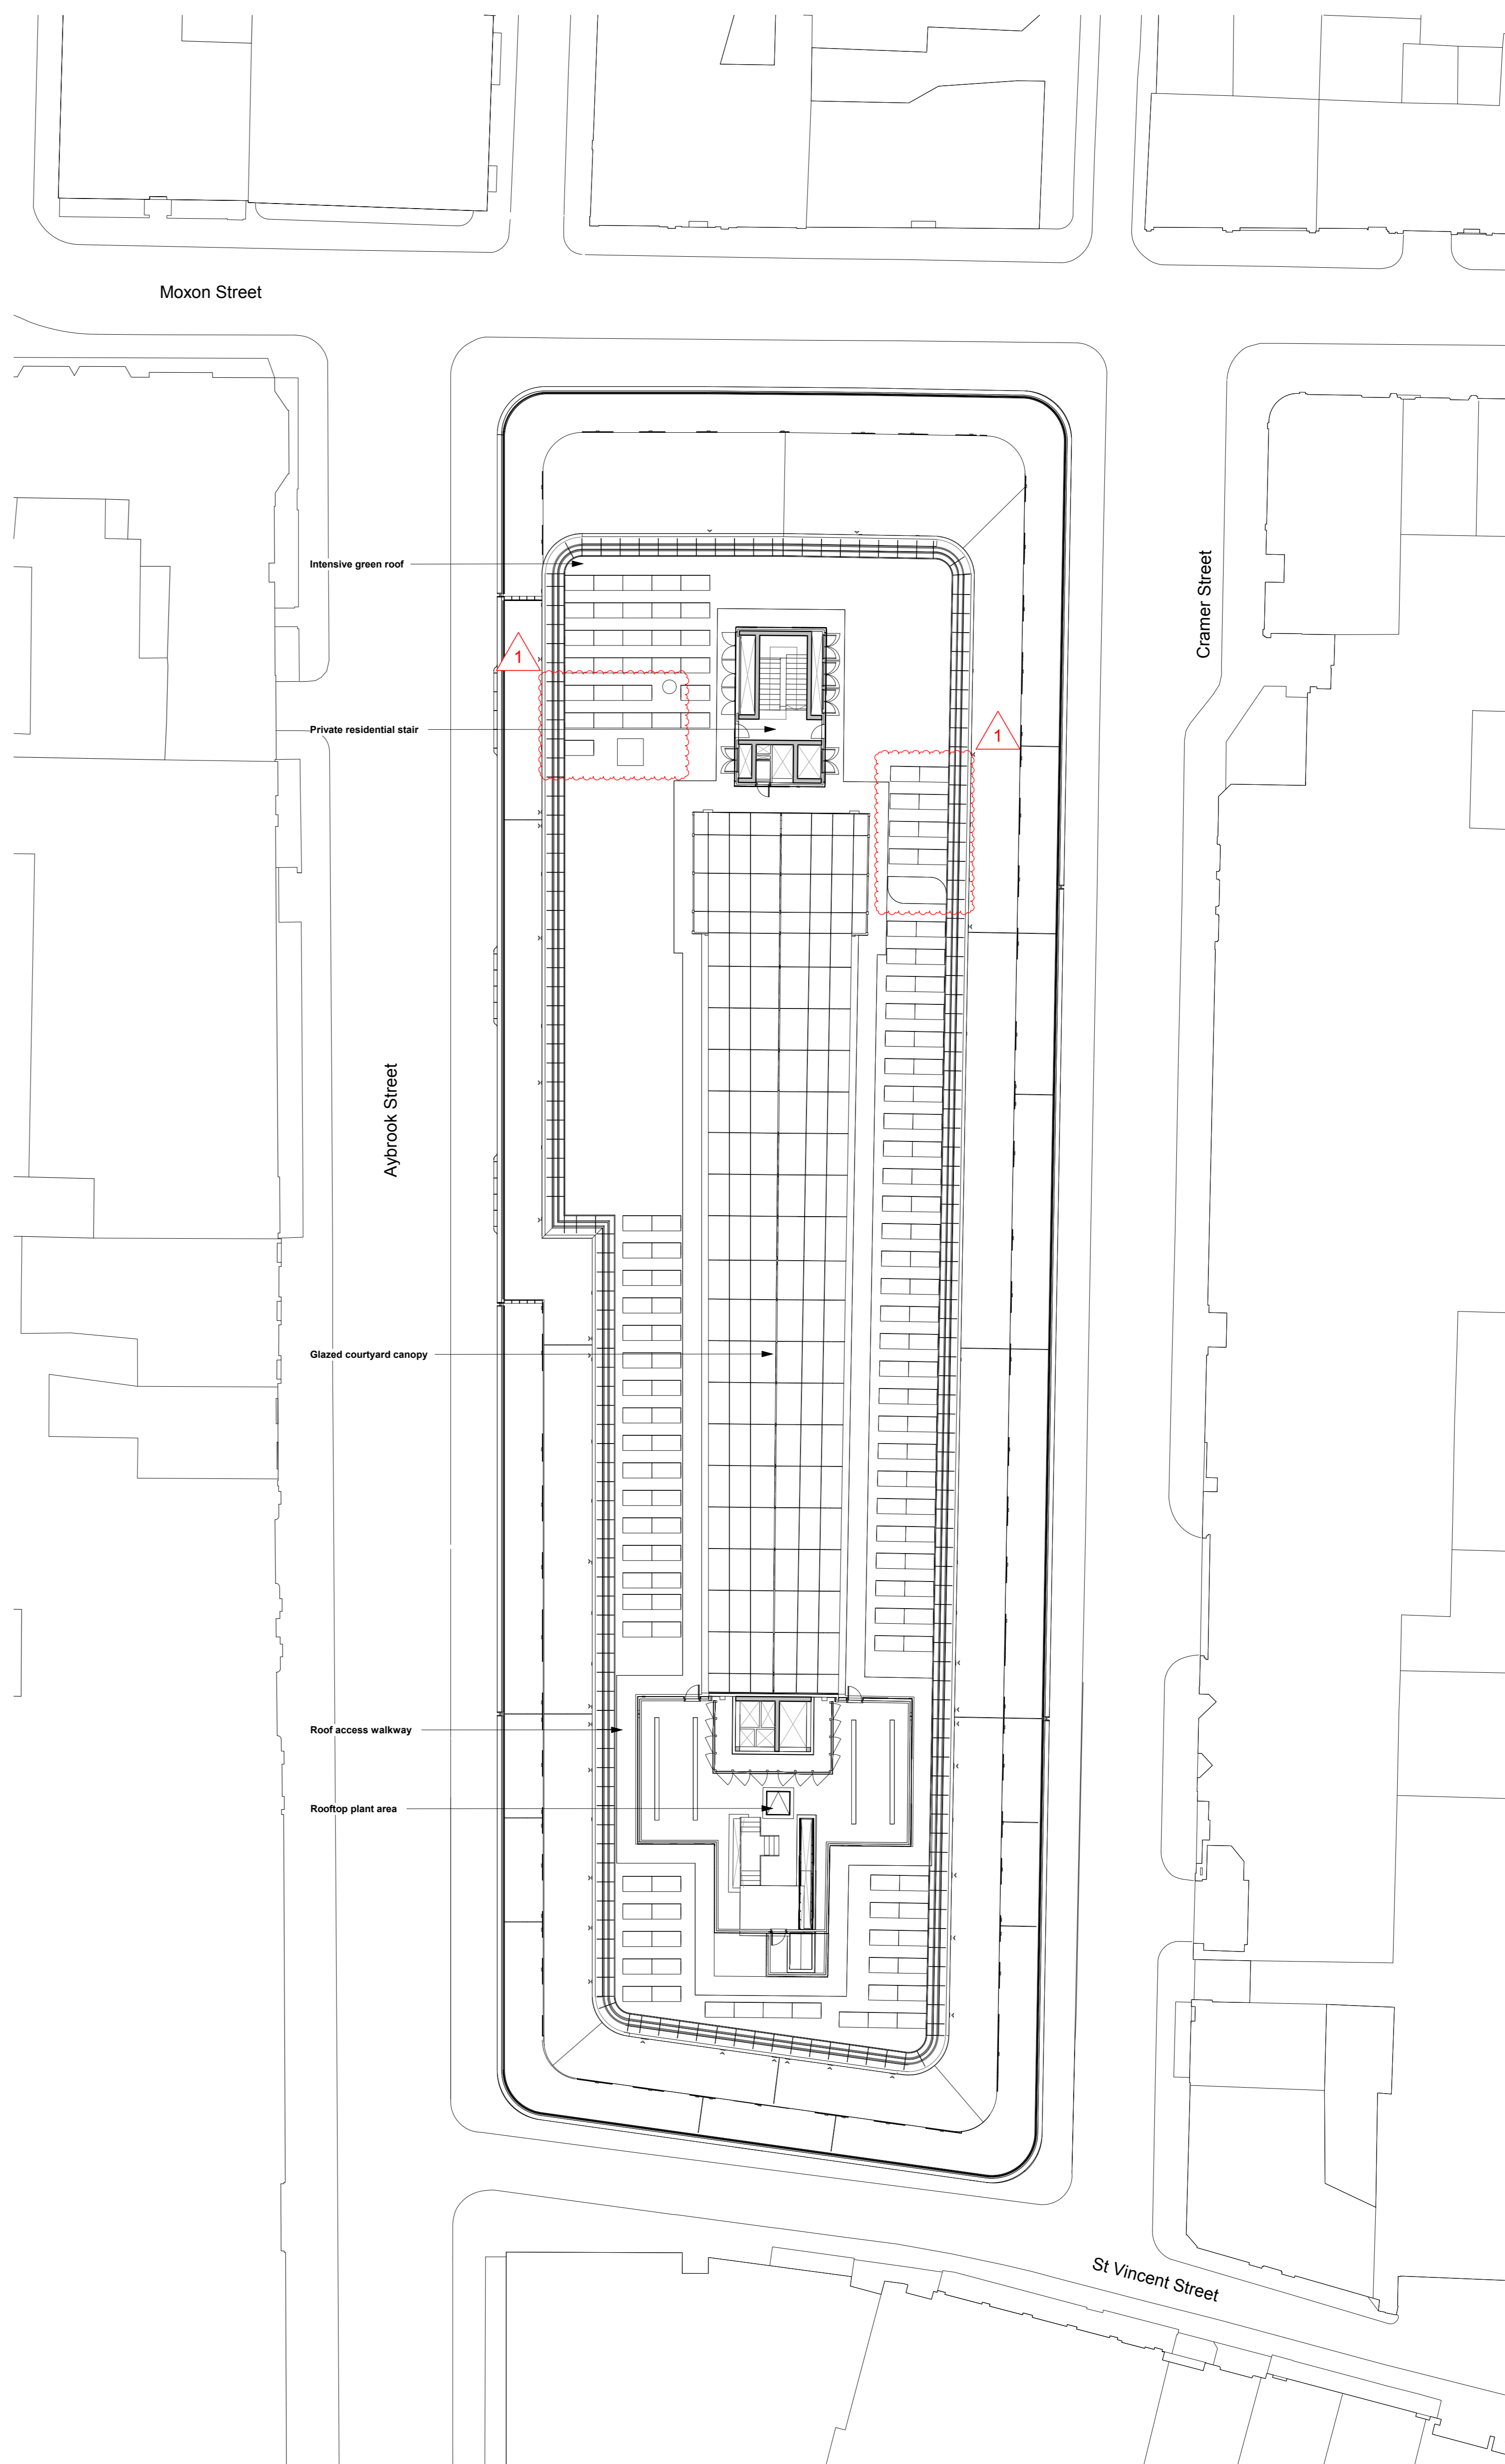 Moxon Street
Intensive green roof
Cramer Street
1
Private residential stair
1
Aybrook Street
Glazed courtyard canopy
Roof access walkway
Rooftop plant area
St Vincent Street